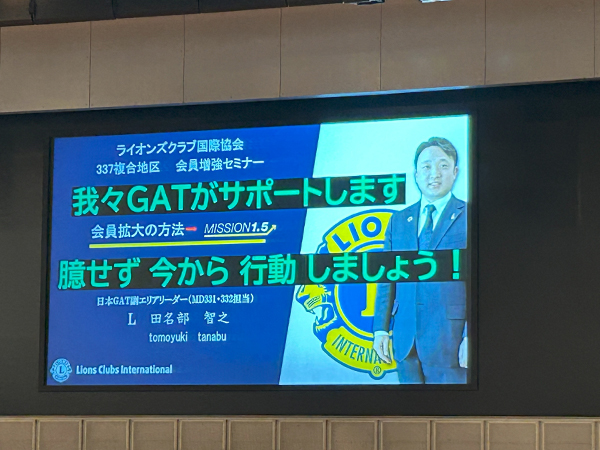 ライオンズクラブ国際協会
337複合地区　会員増強セミナー
我々GATがサポートします
会員拡大の方法 MISSION1.5
臆せず 今から 行動 しましょう！
日本GAT副エリアリーダー(MD331・332担当)
L　田名部　智之
tomoyuki　tanabu
Lions Clubs International
LIO
INTERNATIONAL